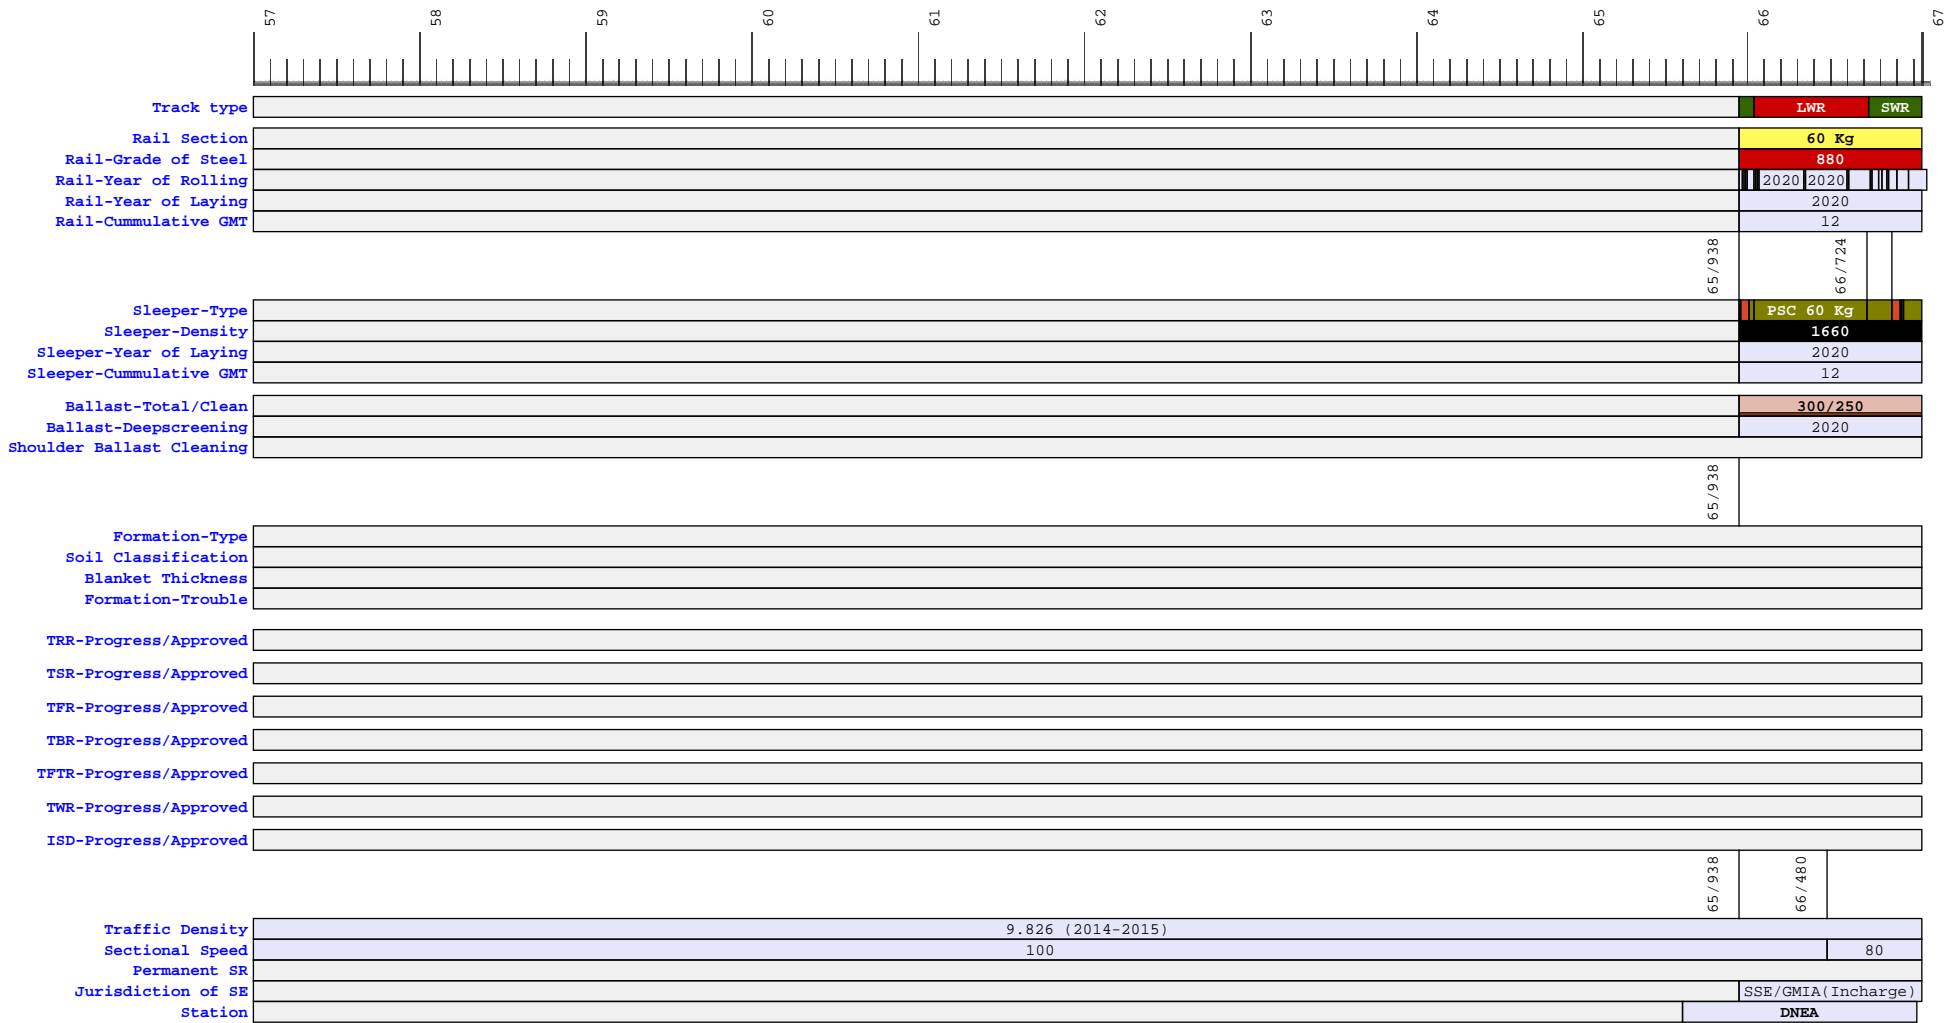 57 58 59 60 61 62 63 64 65 66 67
Track type LWR SWR
Rail Section 60 Kg
Rail-Grade of Steel 880
Rail-Year of Rolling 2020 2020
Rail-Year of Laying 2020
Rail-Cummulative GMT 12
65/938 66/724
Sleeper-Type PSC 60 Kg
Sleeper-Density 1660
Sleeper-Year of Laying 2020
Sleeper-Cummulative GMT 12
Ballast-Total/Clean 300/250
Ballast-Deepscreening 2020
Shoulder Ballast Cleaning
65/938
Formation-Type
Soil Classification
Blanket Thickness
Formation-Trouble
TRR-Progress/Approved
TSR-Progress/Approved
TFR-Progress/Approved
TBR-Progress/Approved
TFTR-Progress/Approved
TWR-Progress/Approved
ISD-Progress/Approved
65/938 66/480
Traffic Density 9.826 (2014-2015)
Sectional Speed 100 80
Permanent SR
Jurisdiction of SE SSE/GMIA(Incharge)
Station DNEA